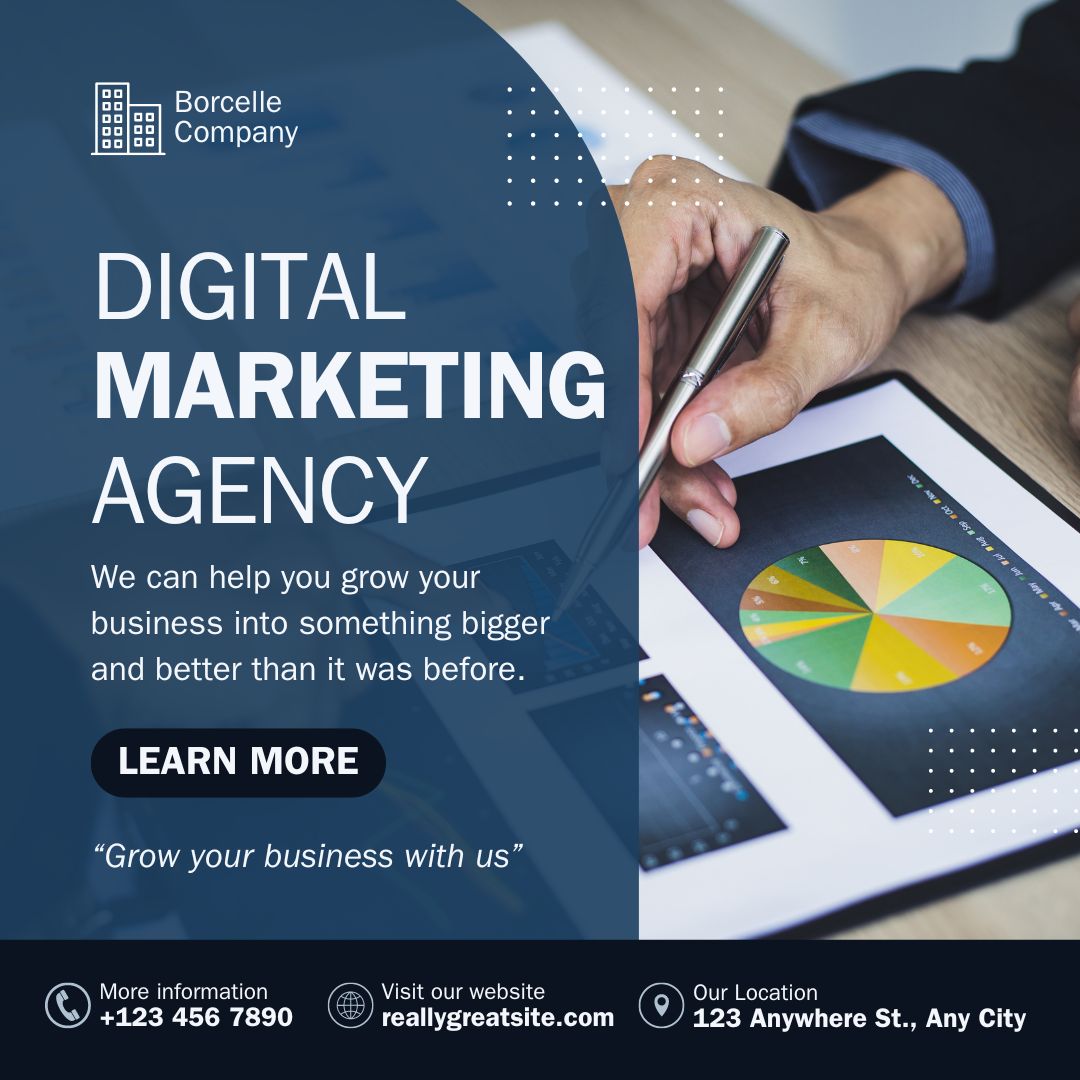 Borcelle
Company
DIGITAL
MARKETING
AGENCY
We can help you grow your
business into something bigger
and better than it was before.
LEARN MORE
“Grow your business with us”
More information
+123 456 7890
Visit our website
reallygreatsite.com
Our Location
123 Anywhere St., Any City